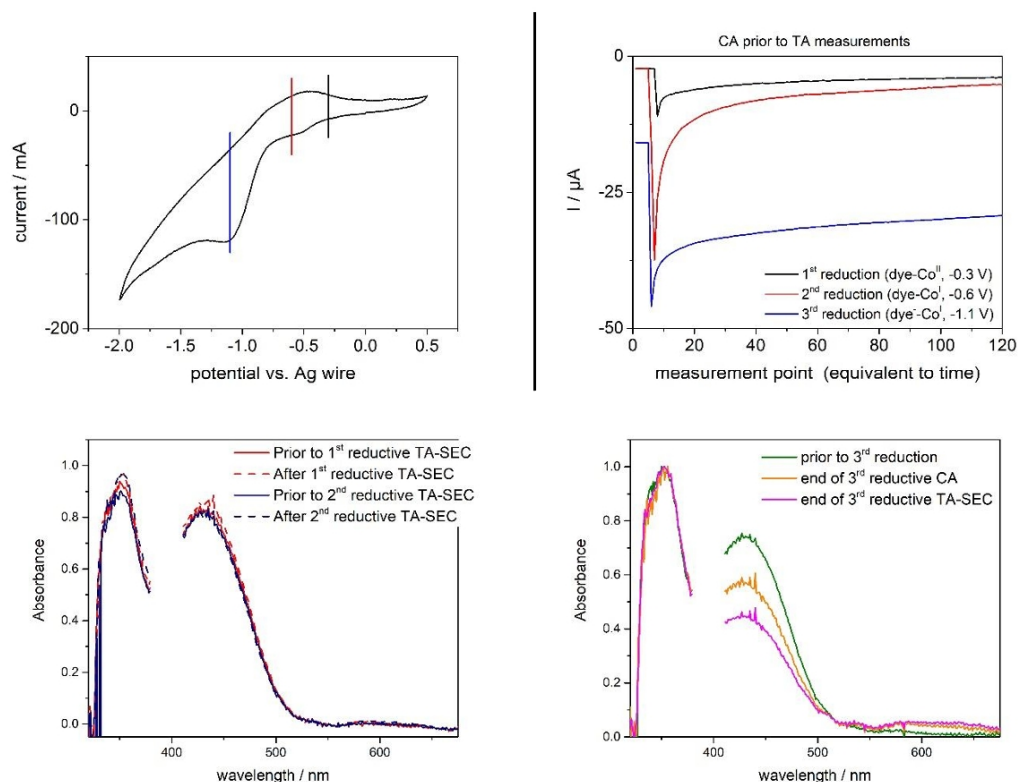 current / mA
0
-100
-200
-2.0 -1.5 -1.0 -0.5 0.0 0.5
potential vs. Ag wire
CA prior to TA measurements
I / µA
0
-25
-50
1st reduction (dye-CoII, -0.3 V)
2nd reduction (dye-CoI, -0.6 V)
3rd reduction (dye--CoI, -1.1 V)
0 20 40 60 80 100 120
measurement point (equivalent to time)
Absorbance
1.0
0.8
0.6
0.4
0.2
0.0
Prior to 1st reductive TA-SEC
After 1st reductive TA-SEC
Prior to 2nd reductive TA-SEC
After 2nd reductive TA-SEC
400 500 600
wavelength / nm
Absorbance
1.0
0.8
0.6
0.4
0.2
0.0
prior to 3rd reduction
end of 3rd reductive CA
end of 3rd reductive TA-SEC
400 500 600
wavelength / nm